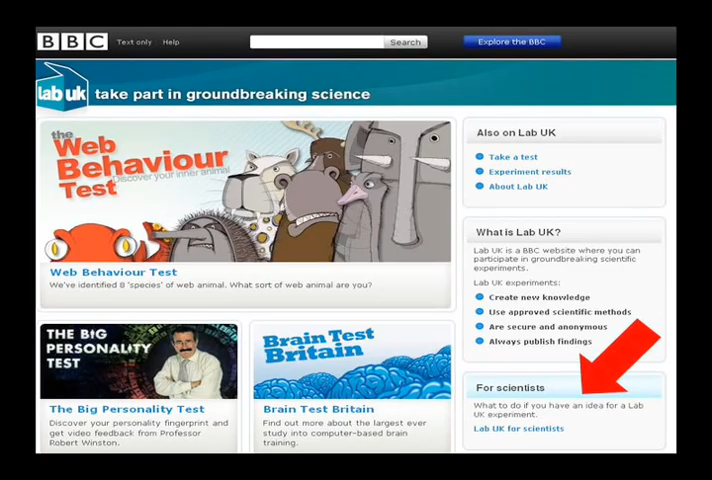 BBC Text only Help Search Explore the BBC
lab uk take part in groundbreaking science
the
Web
Behaviour
Test
Discover your inner animal
Web Behaviour Test
We've identified 8 'species' of web animal. What sort of web animal are you?
THE BIG
PERSONALITY
TEST
The Big Personality Test
Discover your personality fingerprint and
get video feedback from Professor
Robert Winston.
Brain Test
Britain
Brain Test Britain
Find out more about the largest ever
study into computer-based brain
training.
Also on Lab UK
Take a test
Experiment results
About Lab UK
What is Lab UK?
Lab UK is a BBC website where you can
participate in groundbreaking scientific
experiments.
Lab UK experiments:
Create new knowledge
Use approved scientific methods
Are secure and anonymous
Always publish findings
For scientists
What to do if you have an idea for a Lab
UK experiment.
Lab UK for scientists